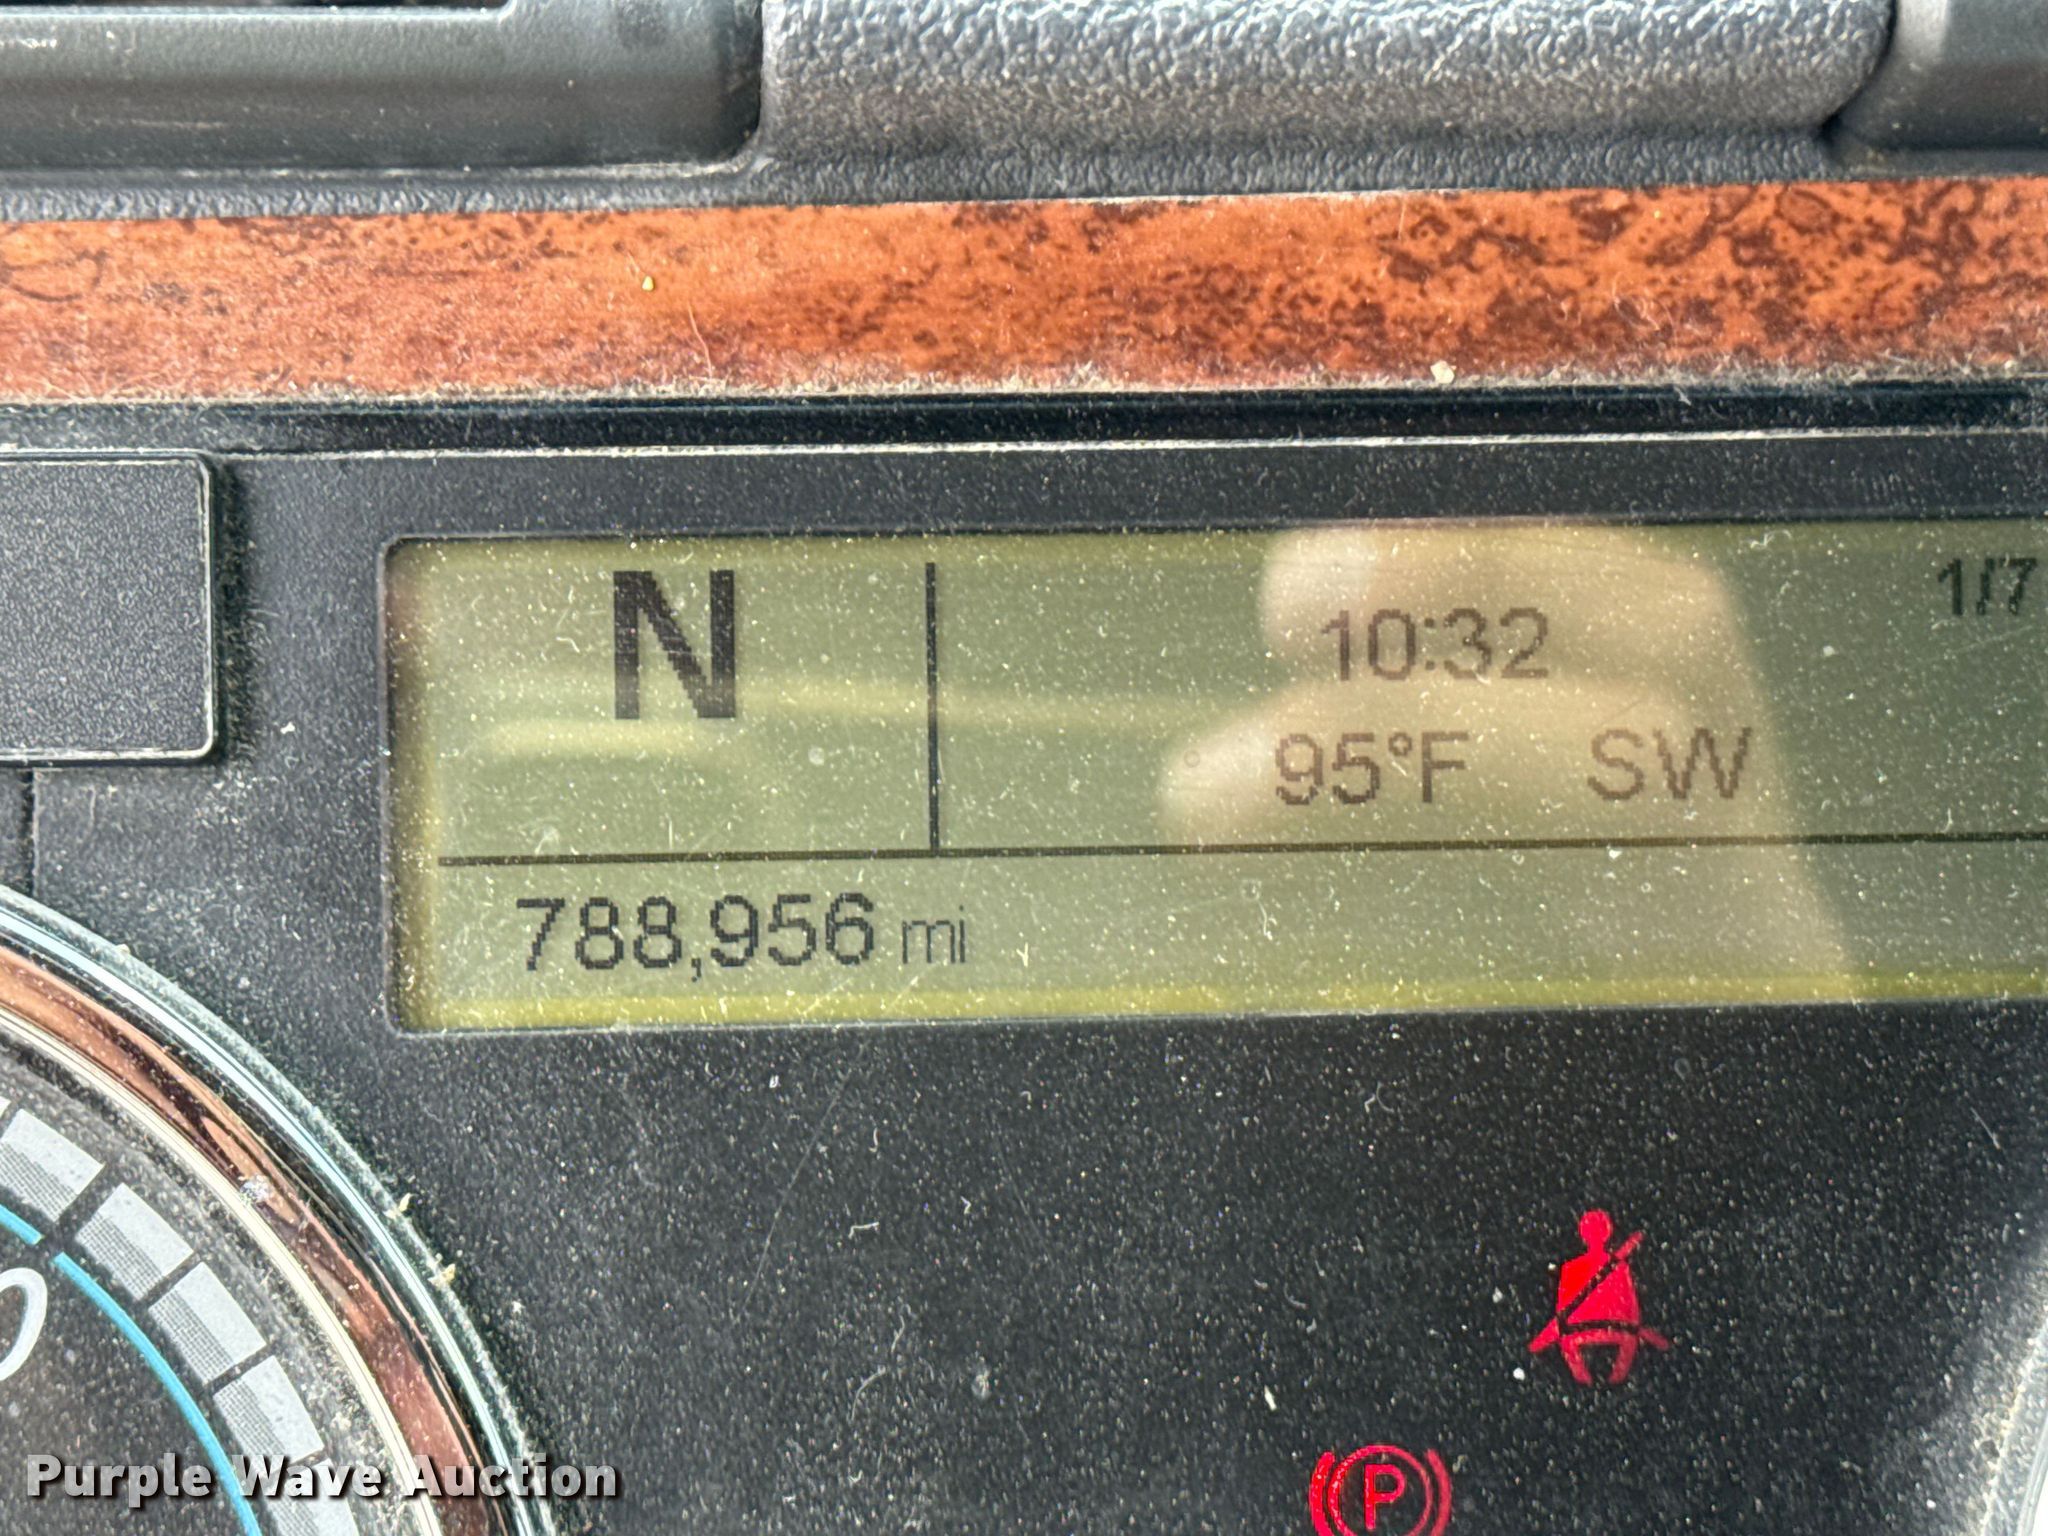 N
10:32
1/7
95°F SW
788,956 mi
P
Purple Wave Auction